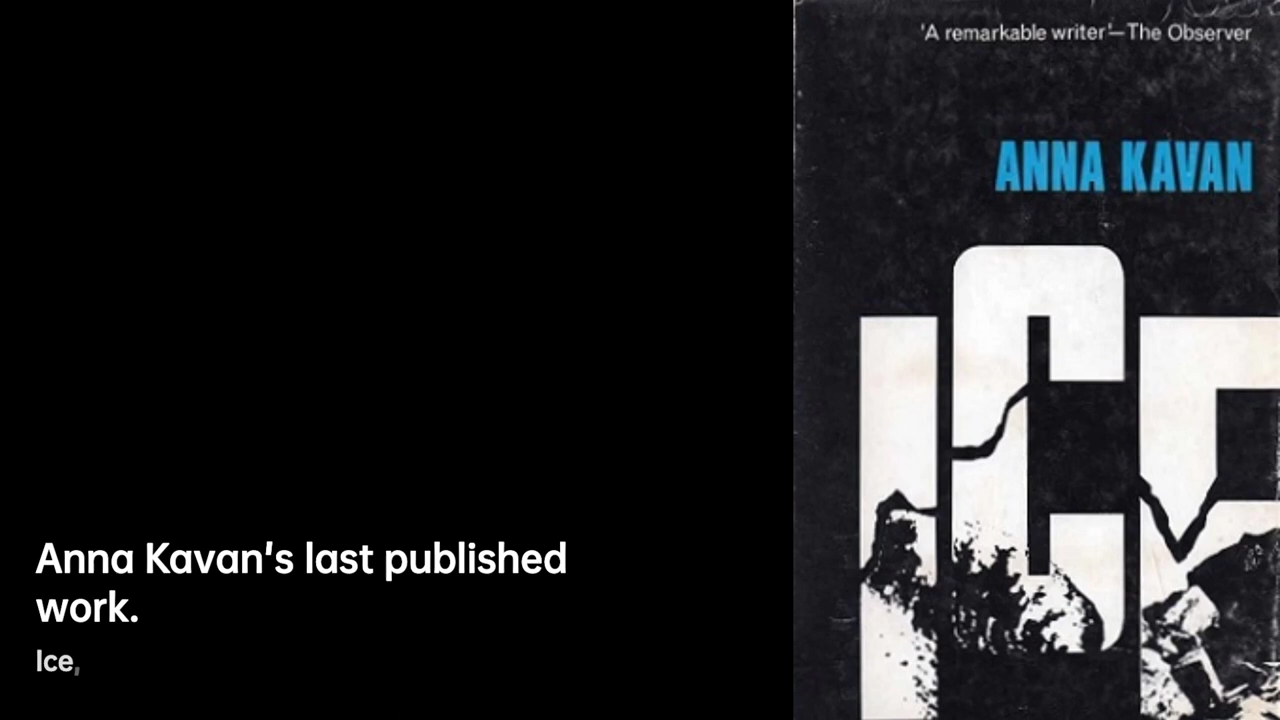 'A remarkable writer'—The Observer
ANNA KAVAN
ICE
Anna Kavan's last published
work.
Ice,